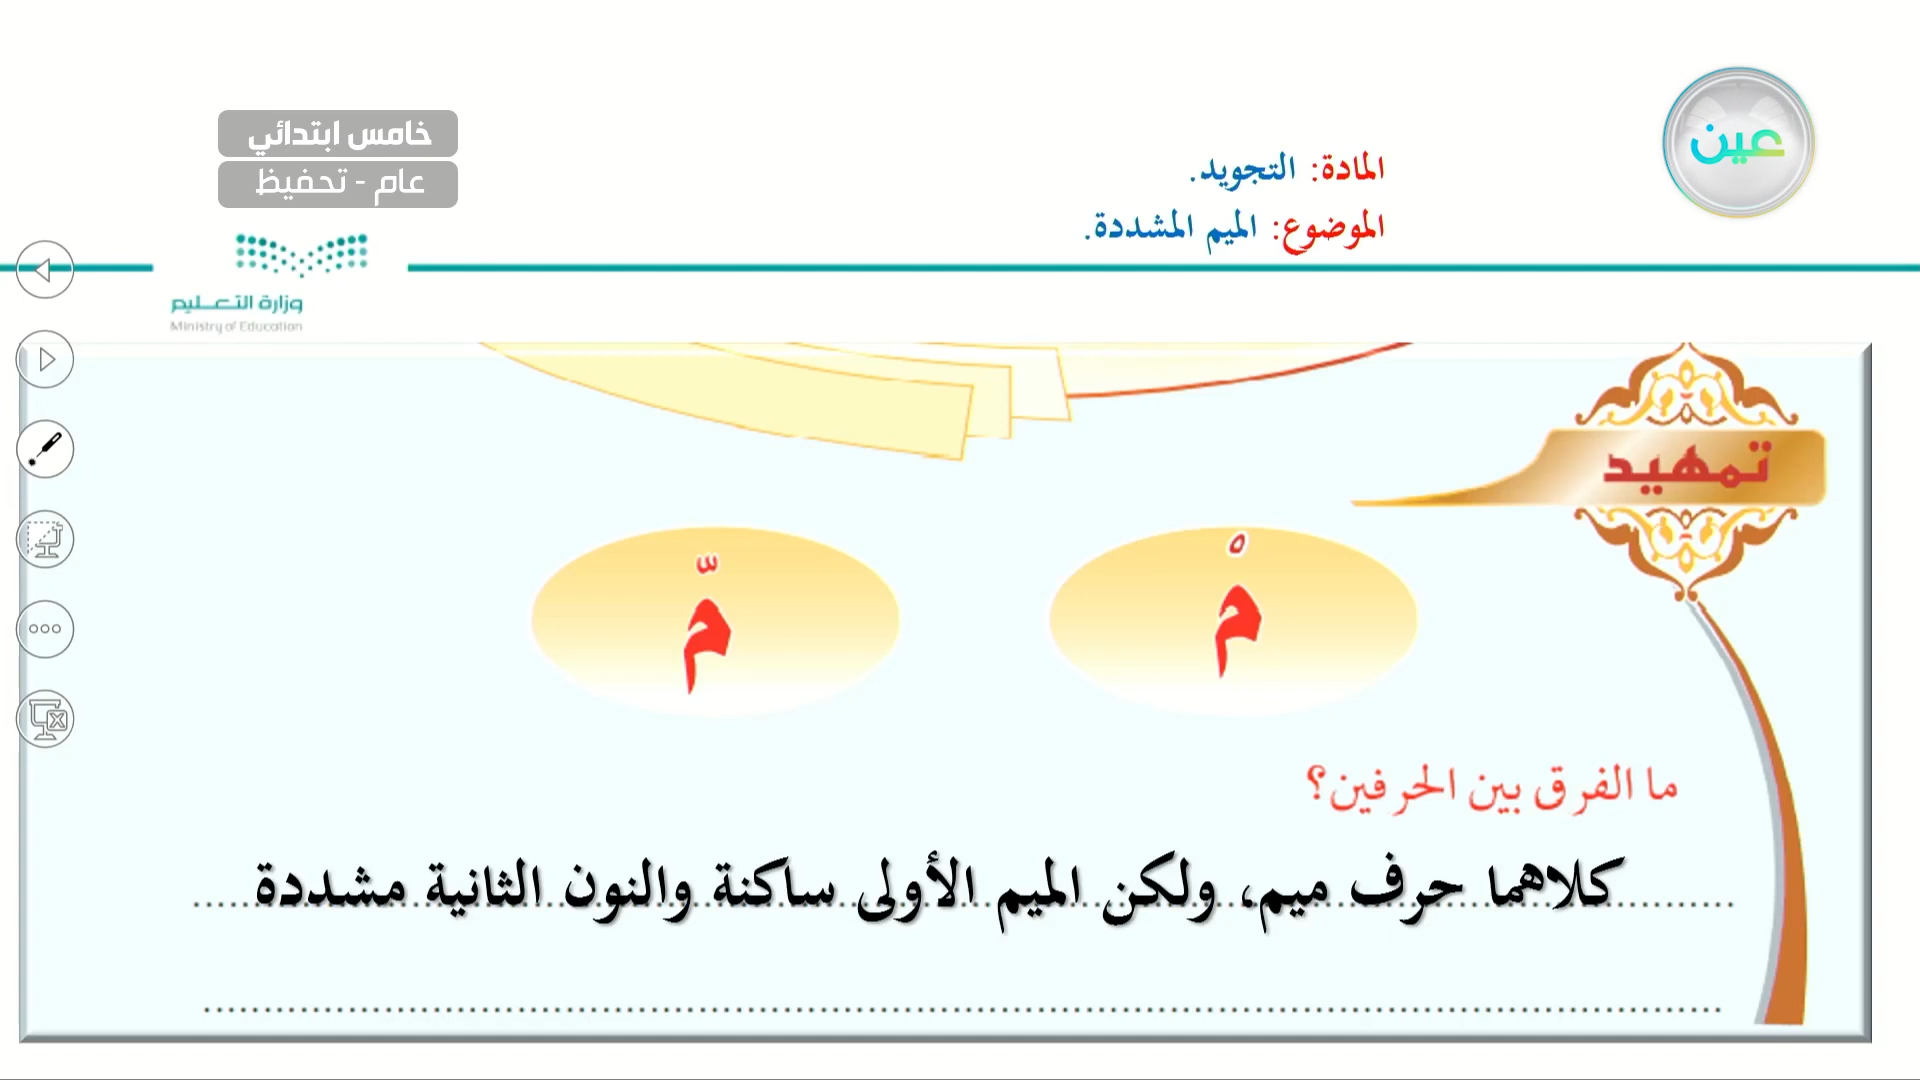 عين
خامس ابتدائي
عام - تحفيظ
المادة: التجويد.
الموضوع: الميم المشددة.
وزارة التعليم
Ministry of Education
تمهيد
مْ
مّ
ما الفرق بين الحرفين؟
كلاهما حرف ميم، ولكن الميم الأولى ساكنة والنون الثانية مشددة